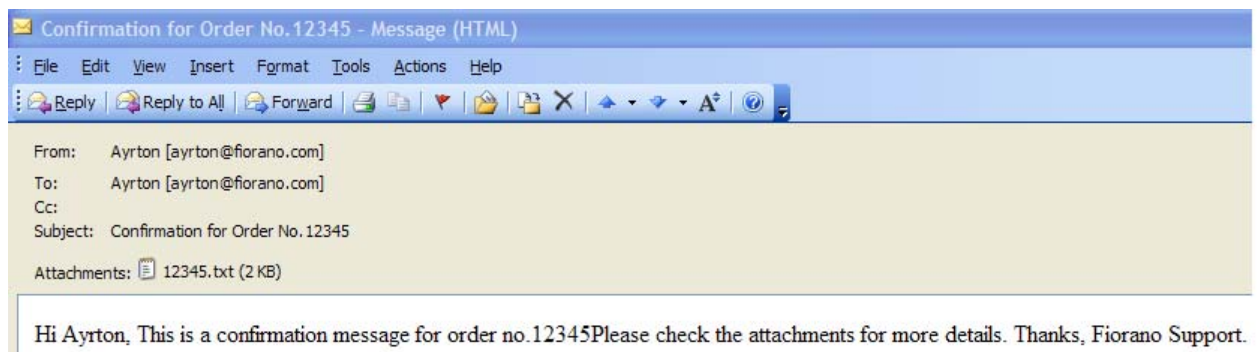 Confirmation for Order No.12345 - Message (HTML)
File Edit View Insert Format Tools Actions Help
Reply Reply to All Forward A
From: Ayrton [ayrton@fiorano.com]
To: Ayrton [ayrton@fiorano.com]
Cc:
Subject: Confirmation for Order No.12345
Attachments: 12345.txt (2 KB)
Hi Ayrton, This is a confirmation message for order no.12345Please check the attachments for more details. Thanks, Fiorano Support.